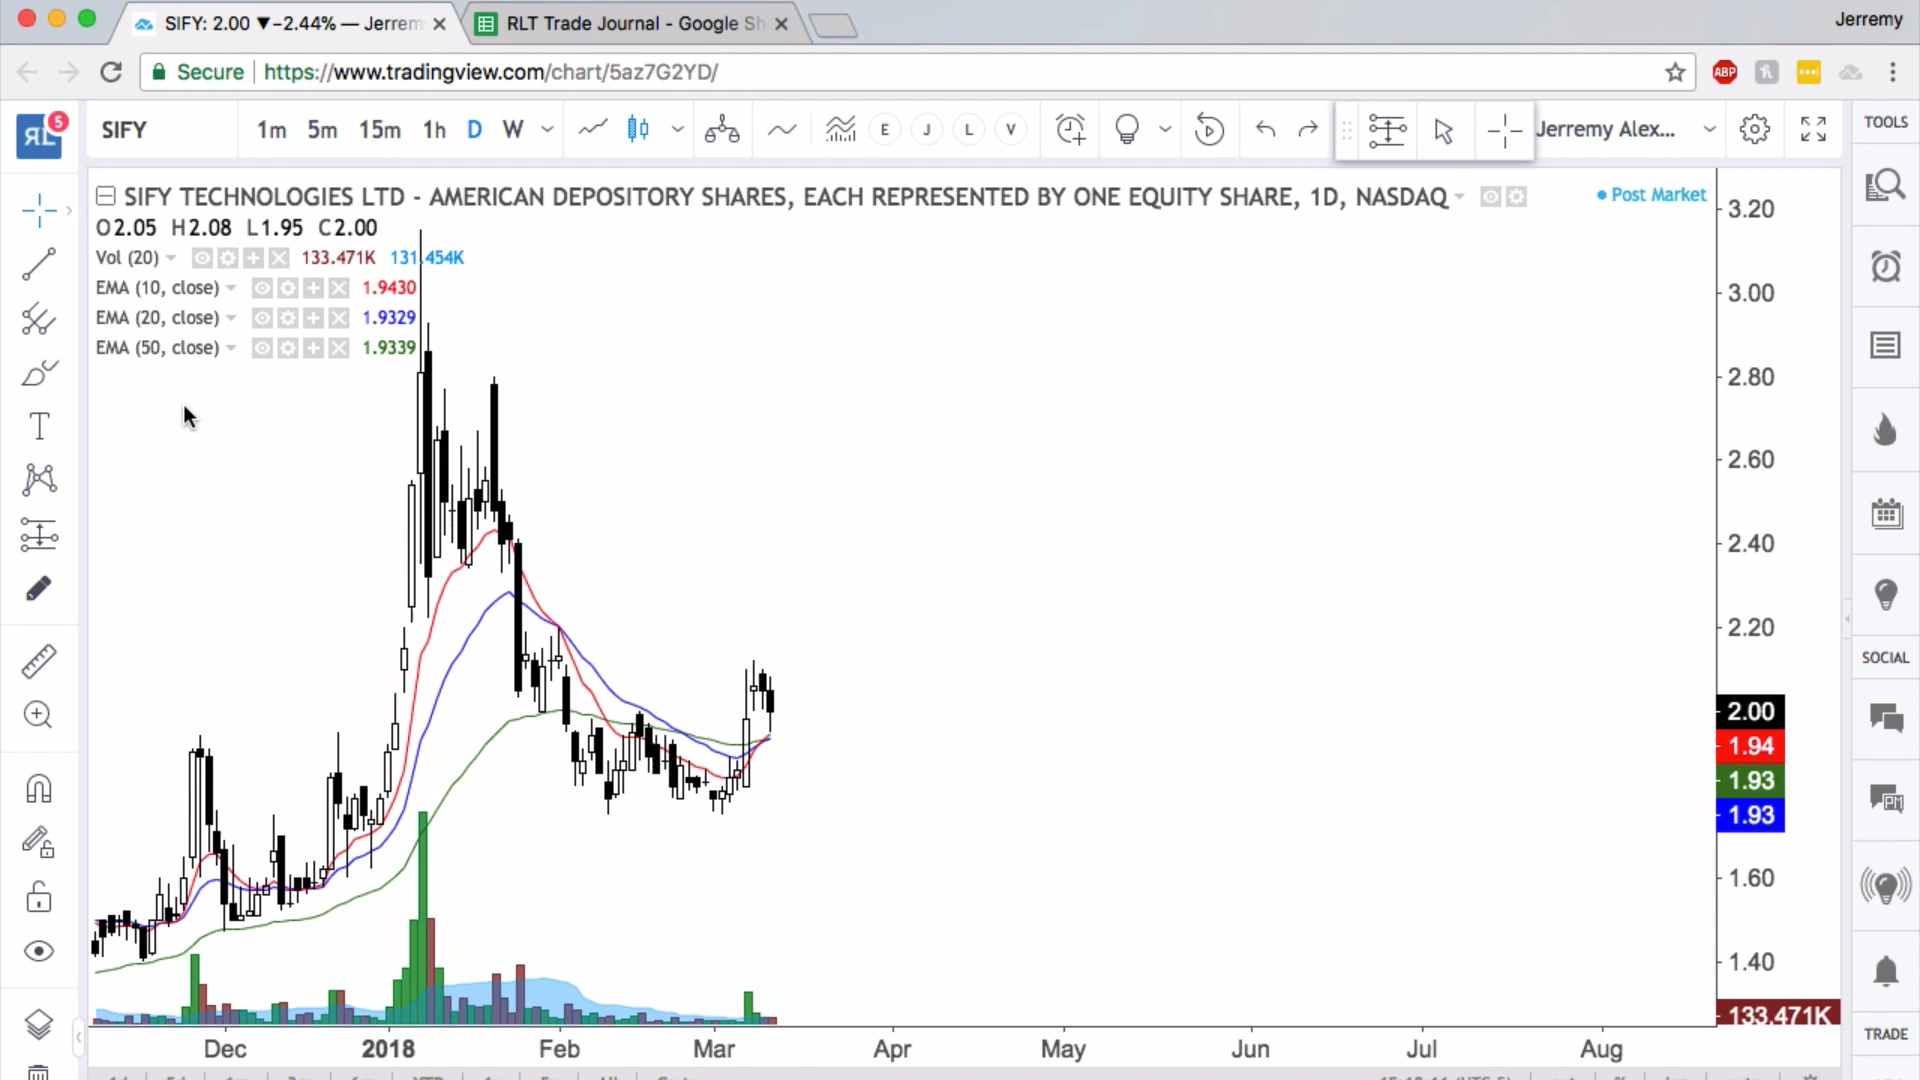 SIFY: 2.00 ▼−2.44% — Jerrem
RLT Trade Journal - Google Sh
Jerremy
Secure
https://www.tradingview.com/chart/5az7G2YD/
ABP
5
SIFY
1m 5m 15m 1h D W
E J L V
Jerremy Alex...
TOOLS
SIFY TECHNOLOGIES LTD - AMERICAN DEPOSITORY SHARES, EACH REPRESENTED BY ONE EQUITY SHARE, 1D, NASDAQ
Post Market
O2.05 H2.08 L1.95 C2.00
Vol (20) 133.471K 131.454K
EMA (10, close) 1.9430
EMA (20, close) 1.9329
EMA (50, close) 1.9339
3.20
3.00
2.80
2.60
2.40
2.20
2.00
1.94
1.93
1.93
1.60
1.40
133.471K
SOCIAL
PM
TRADE
Dec 2018 Feb Mar Apr May Jun Jul Aug